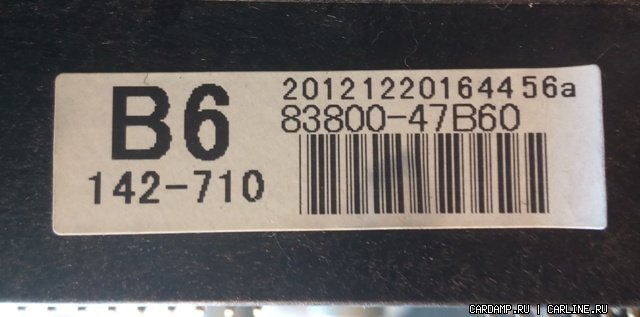 B6
142-710
20121220164456a
83800-47B60
CARDAMP.RU | CARLINE.RU